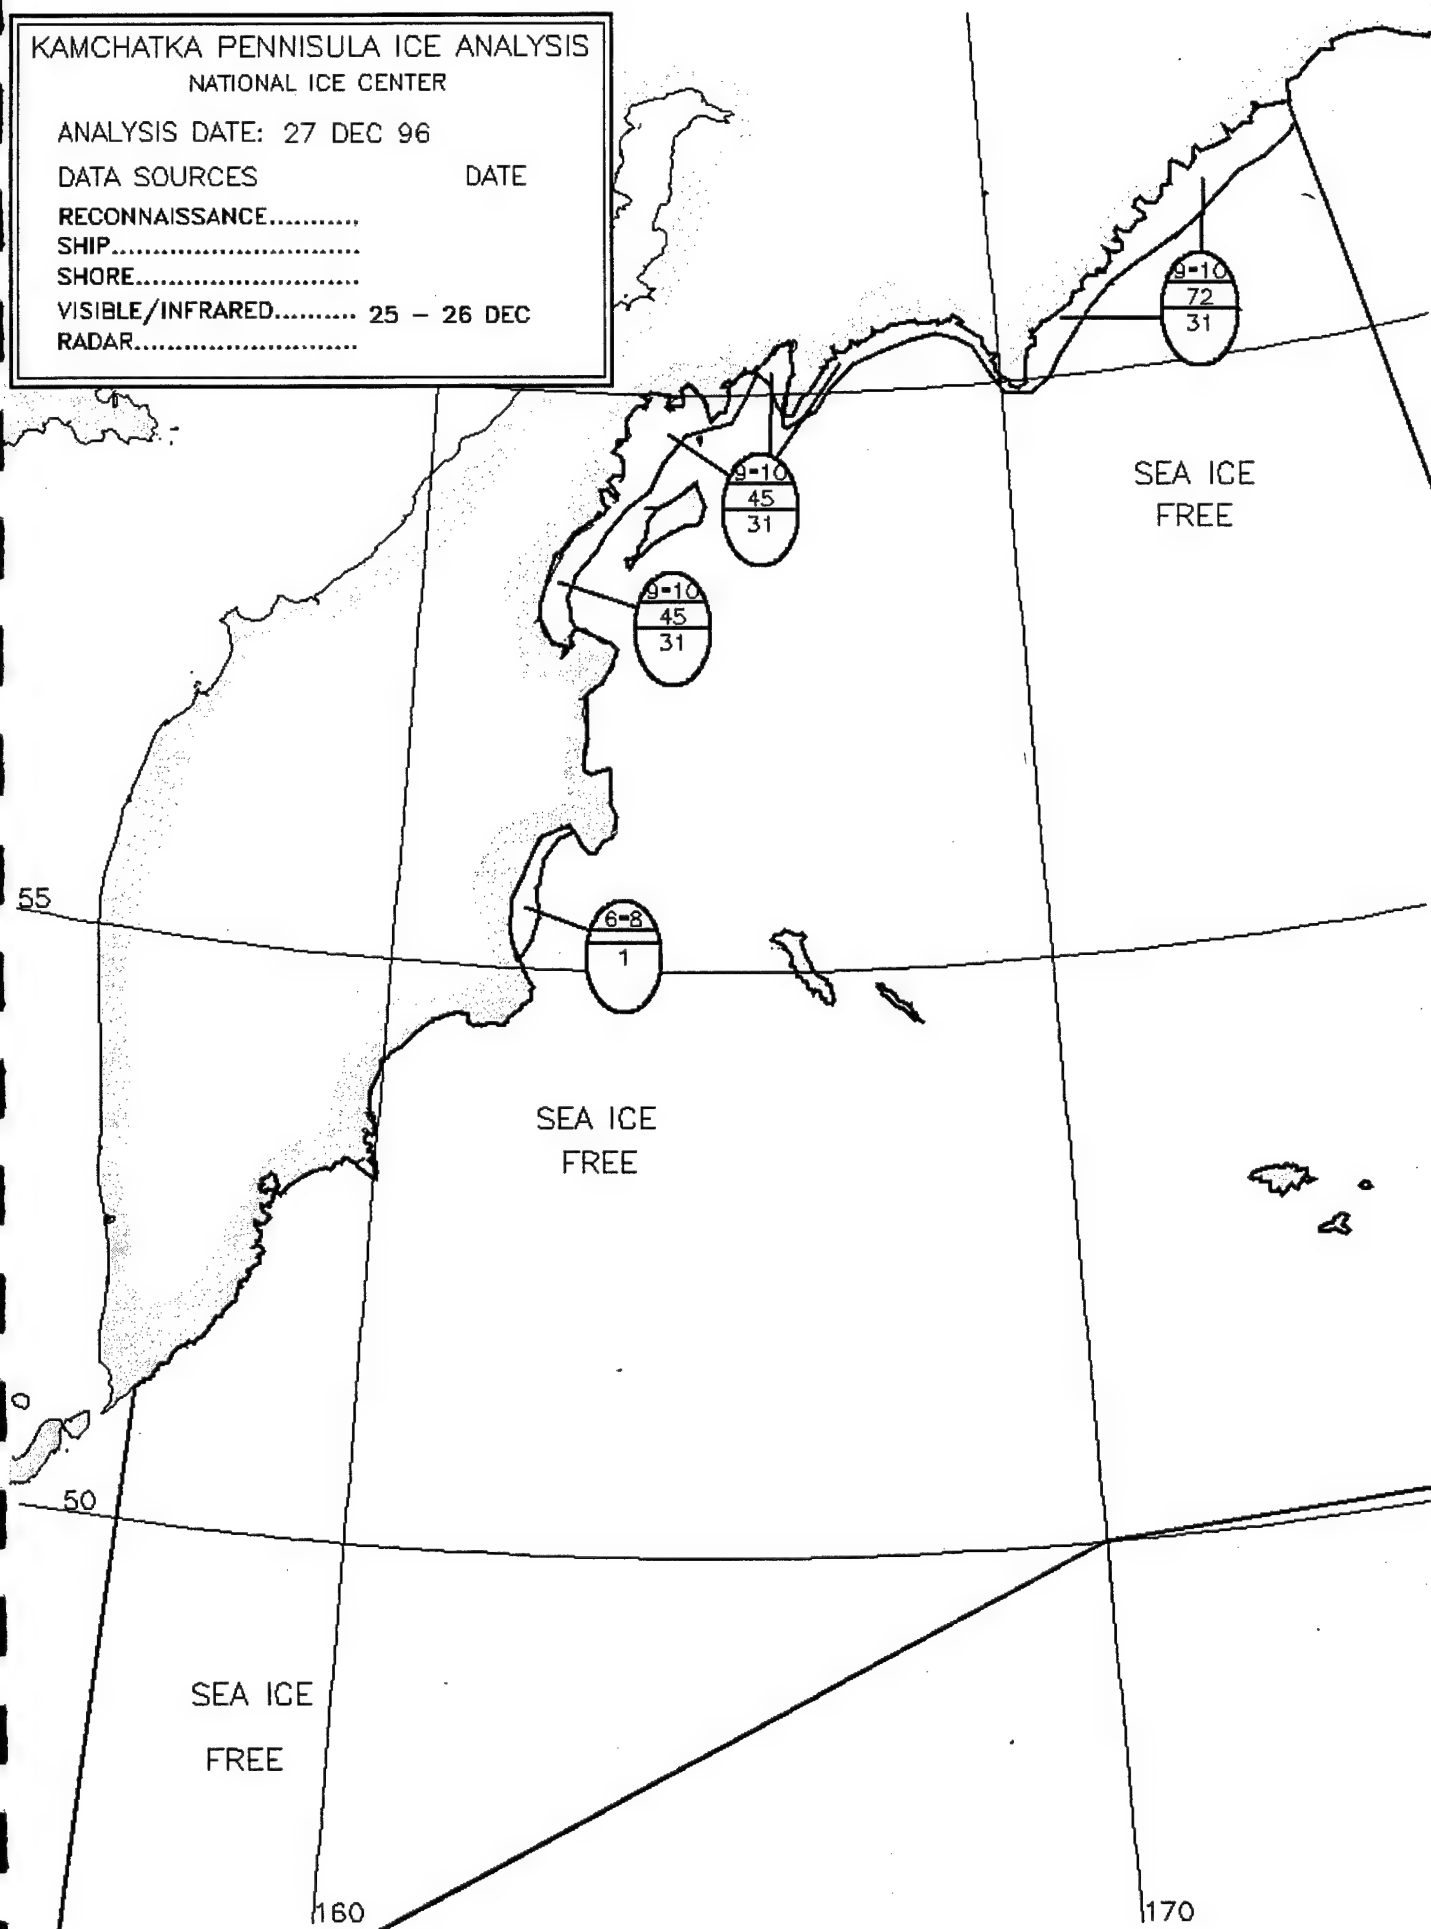 KAMCHATKA PENNISULA ICE ANALYSIS
NATIONAL ICE CENTER
ANALYSIS DATE: 27 DEC 96
DATA SOURCES DATE
RECONNAISSANCE...........
SHIP.............................
SHORE..........................
VISIBLE/INFRARED.......... 25 - 26 DEC
RADAR..........................
9-10
72
31
9-10
45
31
SEA ICE
FREE
9-10
45
31
55
6-8
1
SEA ICE
FREE
50
SEA ICE
FREE
160
170